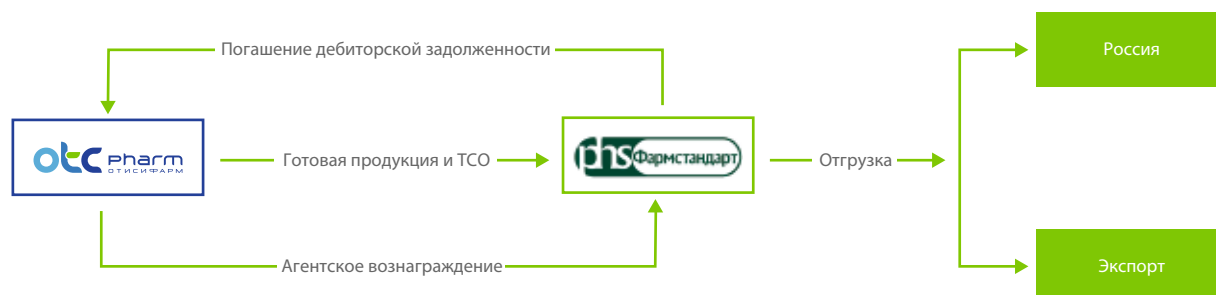 Погашение дебиторской задолженности
Россия
otc pharm
ОТИСИФАРМ
Готовая продукция и ТСО
phs Фармстандарт
Отгрузка
Агентское вознаграждение
Экспорт